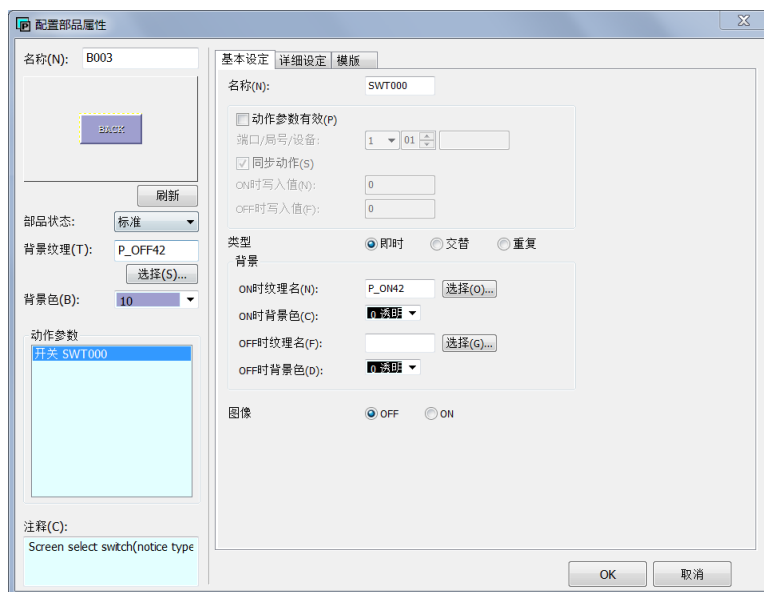 配置部品属性
名称(N): B003
BACK
刷新
部品状态: 标准
背景纹理(T): P_OFF42
选择(S)...
背景色(B): 10
动作参数
开关 SWT000
注释(C):
Screen select switch(notice type
基本设定 详细设定 模版
名称(N): SWT000
动作参数有效(P)
端口/局号/设备: 1 01
同步动作(S)
ON时写入值(N): 0
OFF时写入值(F): 0
类型 即时 交替 重复
背景
ON时纹理名(N): P_ON42 选择(O)...
ON时背景色(C): 0 透明
OFF时纹理名(F): 选择(G)...
OFF时背景色(D): 0 透明
图像 OFF ON
OK 取消